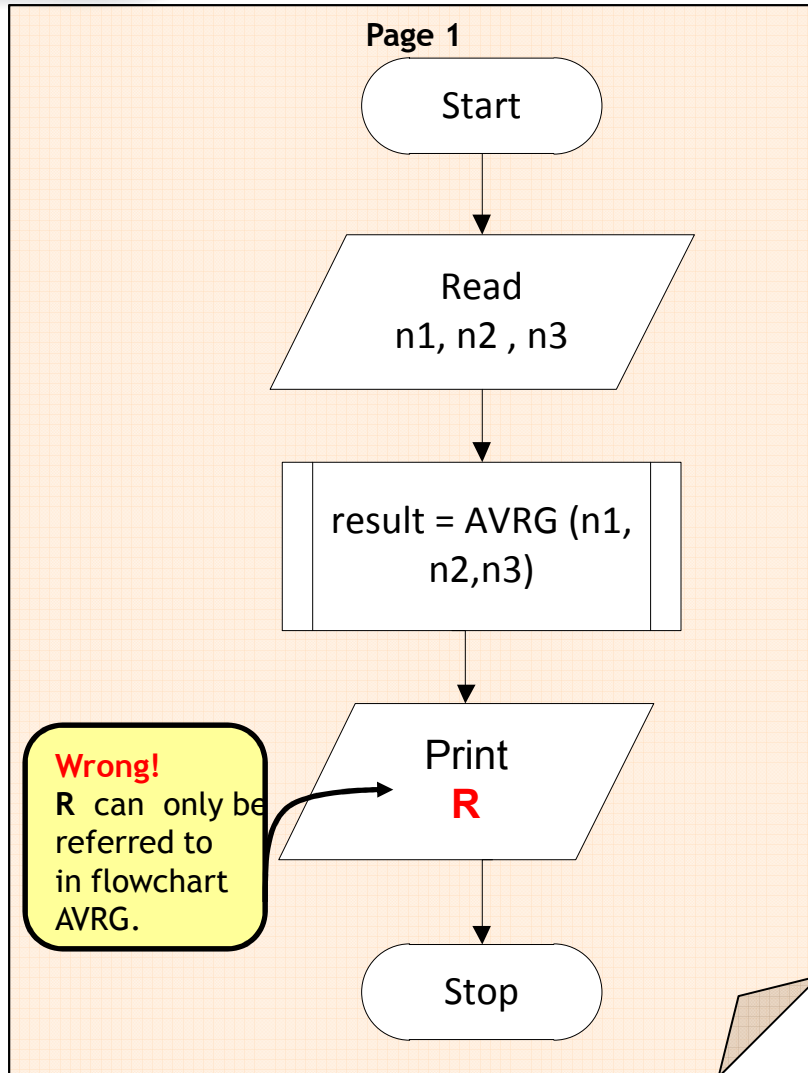 Page 1
Start
Read
n1, n2 , n3
result = AVRG (n1,
n2,n3)
Print
R
Wrong!
R can only be
referred to
in flowchart
AVRG.
Stop